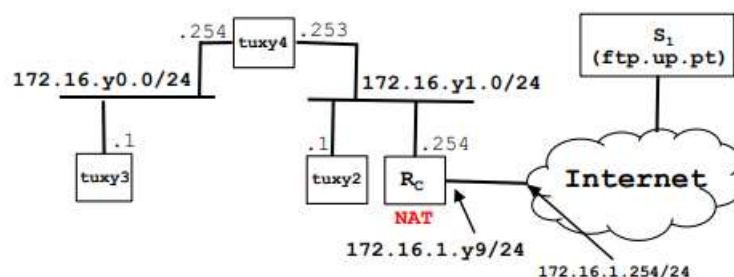 .254
tuxy4
.253
S1
(ftp.up.pt)
172.16.y0.0/24
172.16.y1.0/24
.1
.1
.254
tuxy3
tuxy2
RC
Internet
NAT
172.16.1.y9/24
172.16.1.254/24